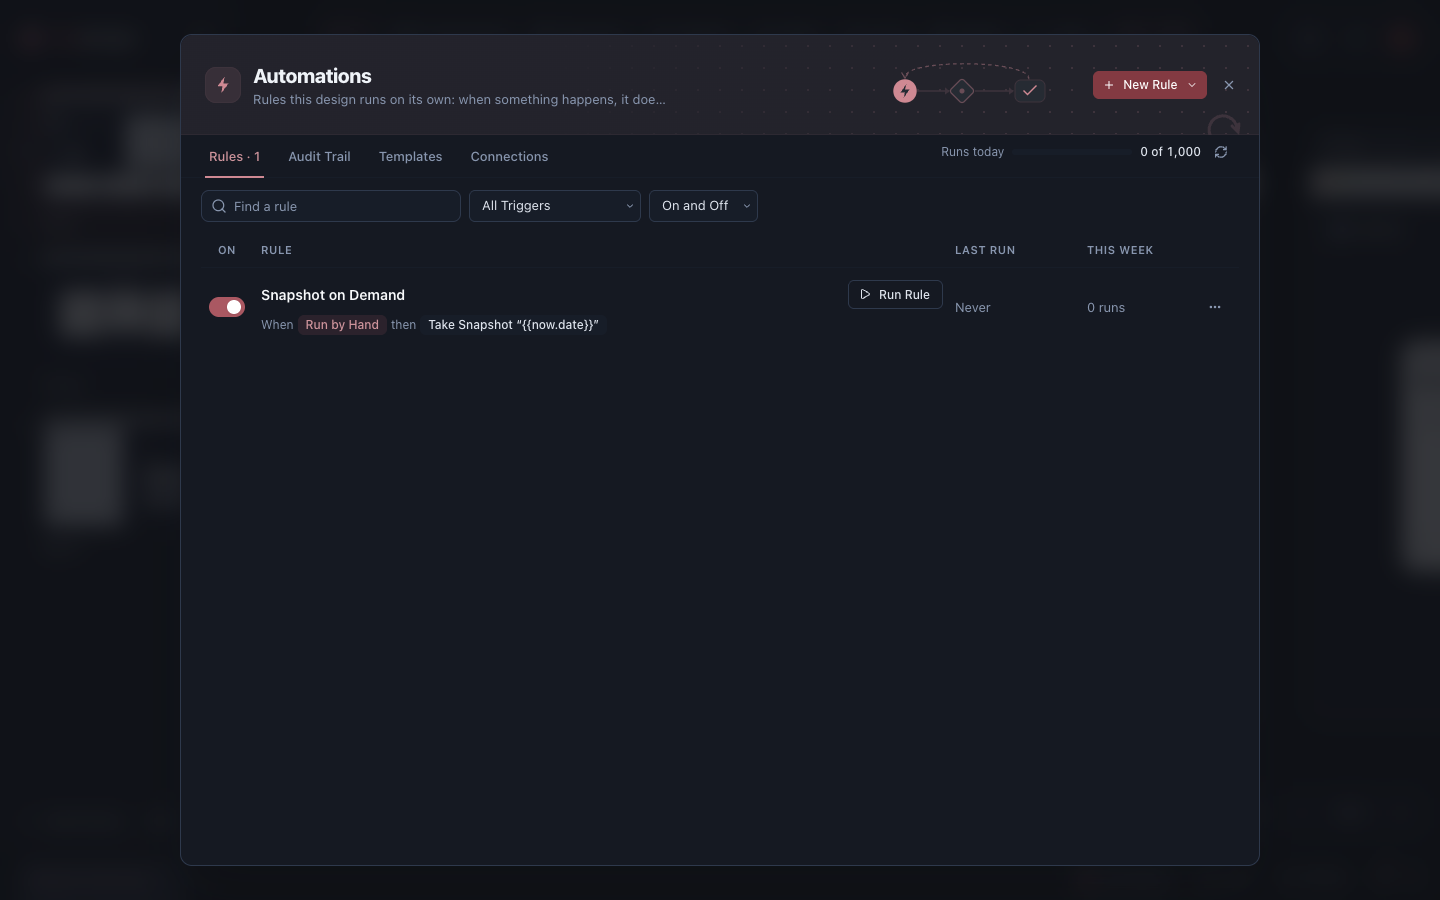 Automations
Rules this design runs on its own: when something happens, it doe...
New Rule
Rules · 1
Audit Trail
Templates
Connections
Runs today
0 of 1,000
Find a rule
All Triggers
On and Off
ON
RULE
LAST RUN
THIS WEEK
Snapshot on Demand
Run Rule
When Run by Hand then Take Snapshot “{{now.date}}”
Never
0 runs